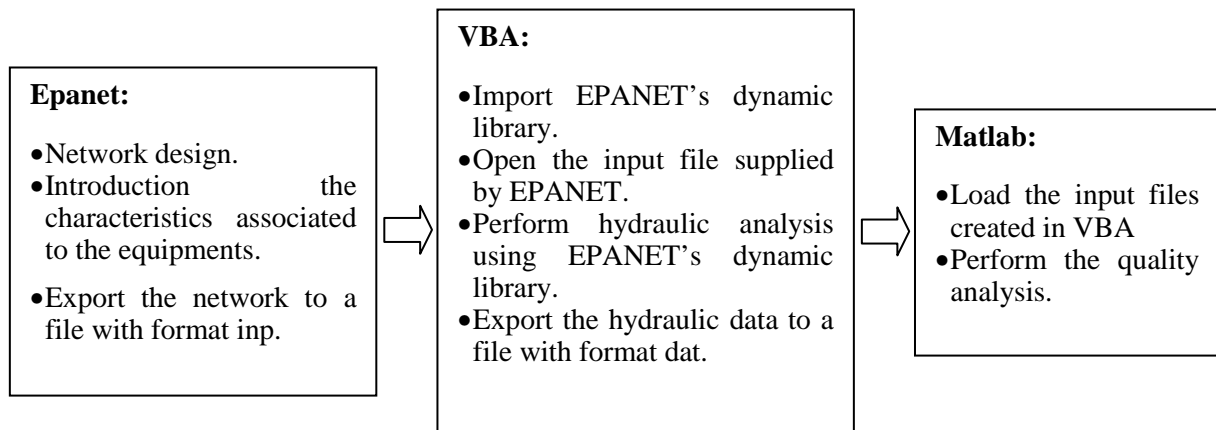 Epanet:
•Network design.
•Introduction the
characteristics associated
to the equipments.
•Export the network to a
file with format inp.
VBA:
•Import EPANET’s dynamic
library.
•Open the input file supplied
by EPANET.
•Perform hydraulic analysis
using EPANET’s dynamic
library.
•Export the hydraulic data to a
file with format dat.
Matlab:
•Load the input files
created in VBA
•Perform the quality
analysis.